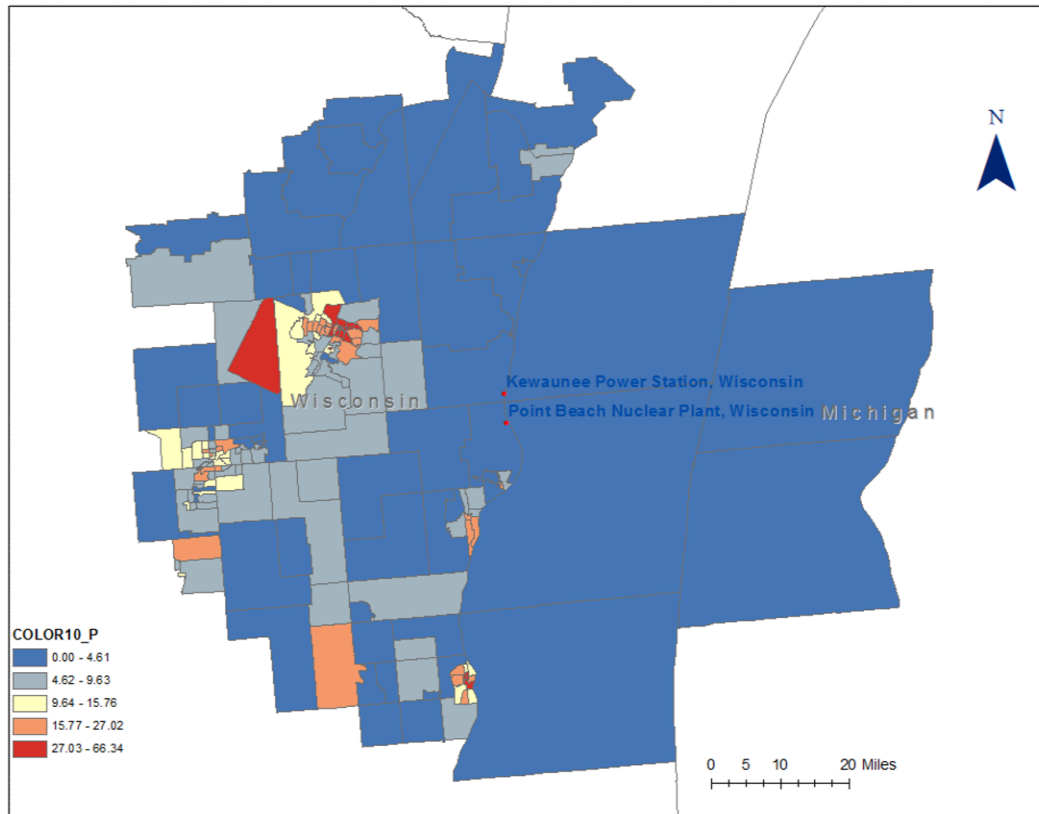 N
Kewaunee Power Station, Wisconsin
Wisconsin
Point Beach Nuclear Plant, Wisconsin
Michigan
COLOR10_P
0.00 - 4.61
4.62 - 9.63
9.64 - 15.76
15.77 - 27.02
27.03 - 66.34
0 5 10 20 Miles